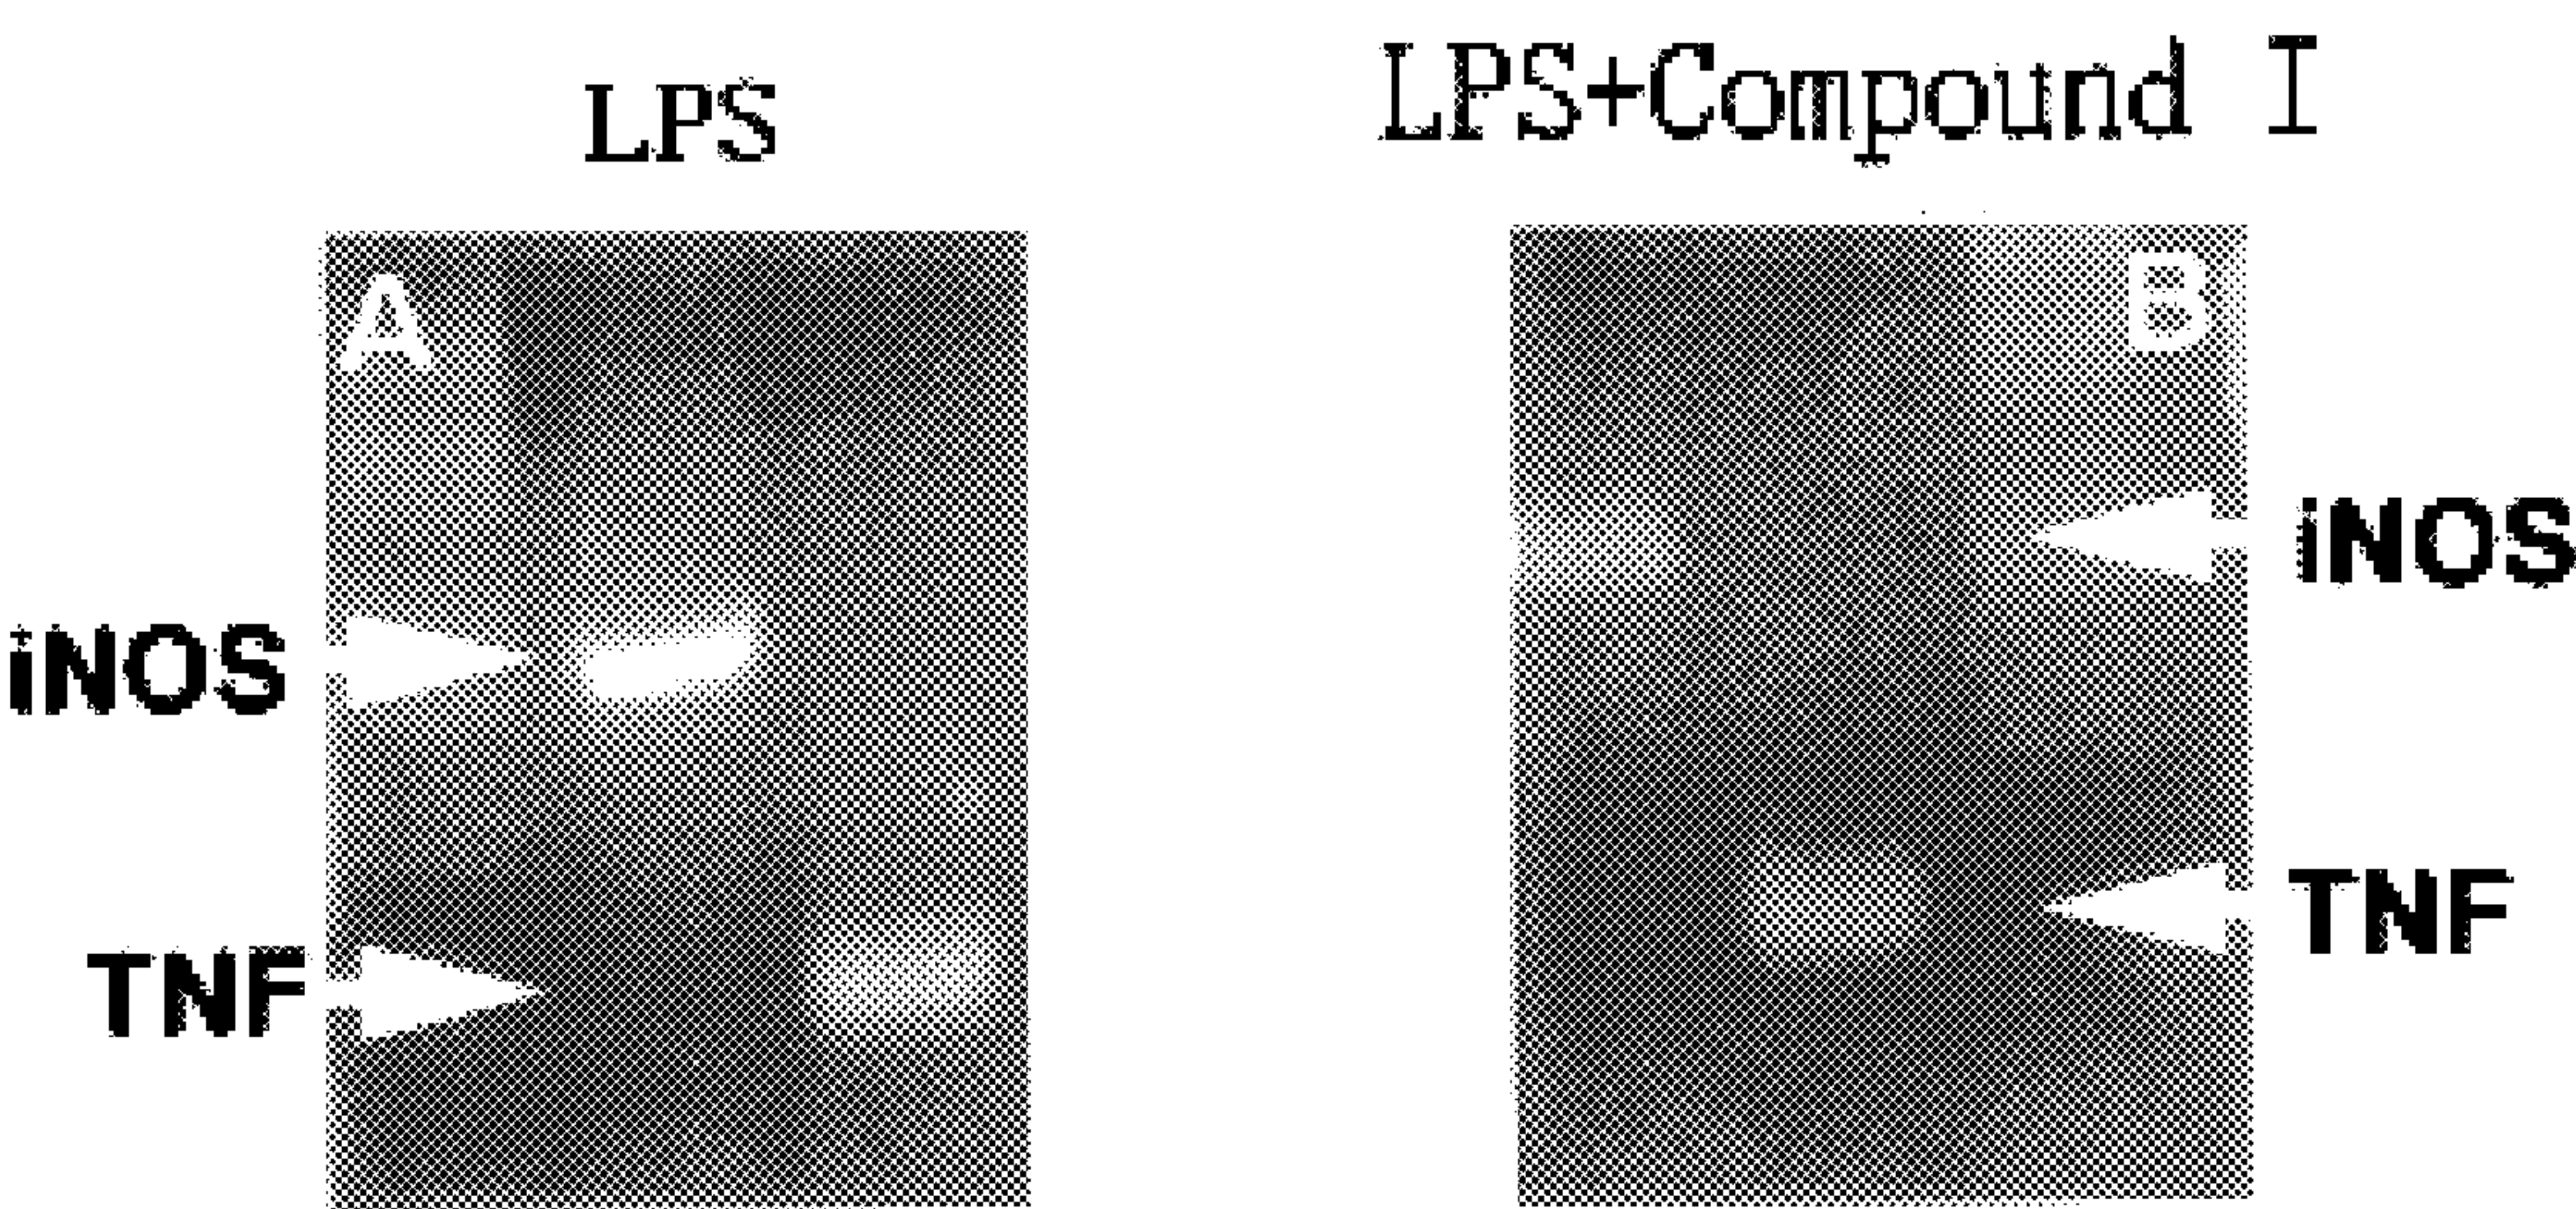 LPS
LPS+Compound I
A
B
iNOS
iNOS
TNF
TNF